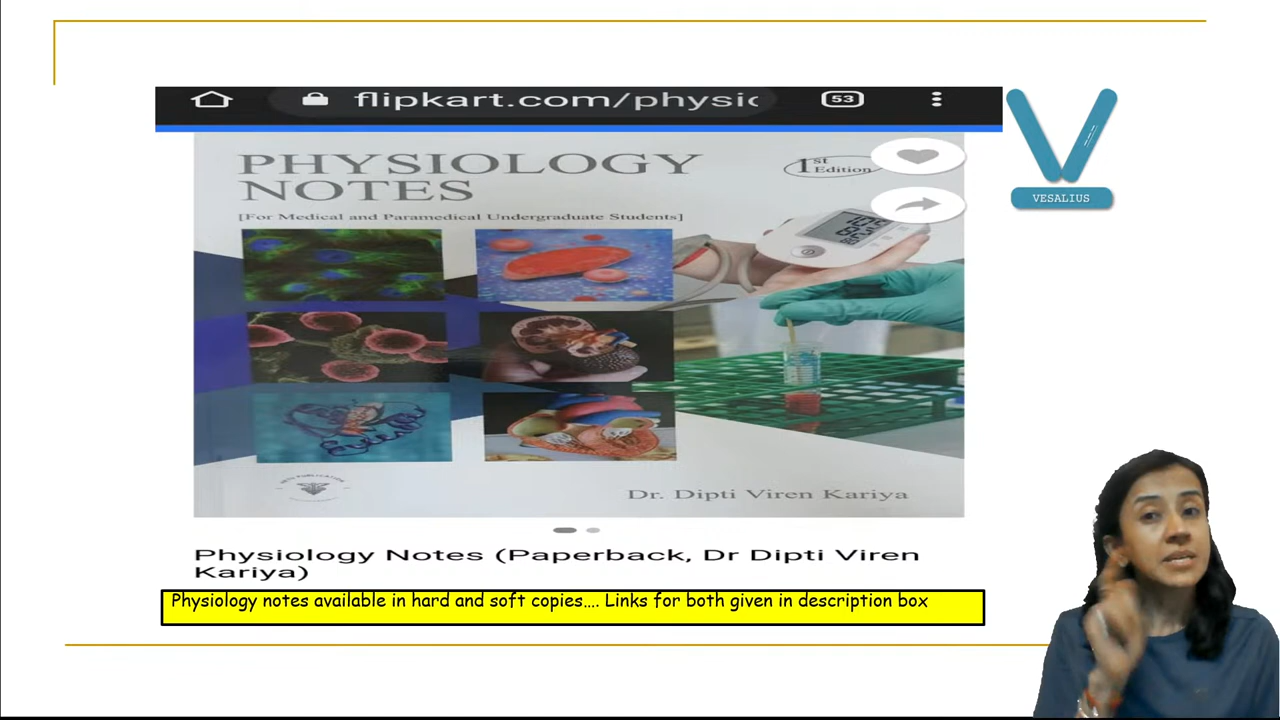 flipkart.com/physic
53
PHYSIOLOGY
NOTES
1st
Edition
[For Medical and Paramedical Undergraduate Students]
VESALIUS
Dr. Dipti Viren Kariya
Physiology Notes (Paperback, Dr Dipti Viren
Kariya)
Physiology notes available in hard and soft copies.... Links for both given in description box